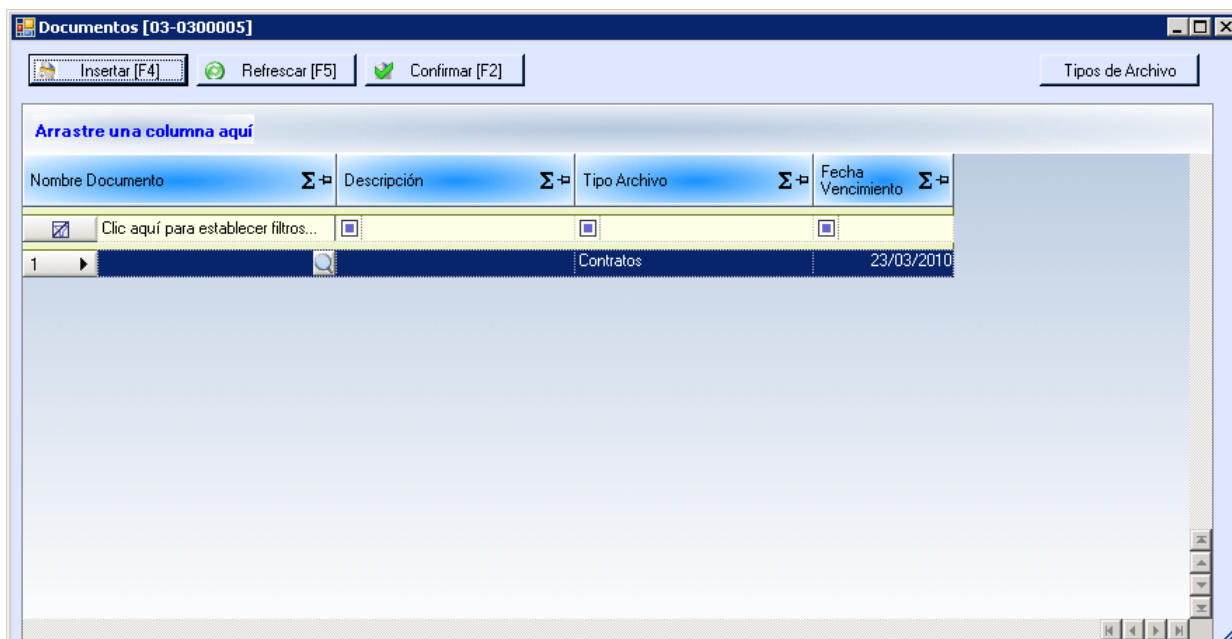 Documentos [03-0300005]
Insertar [F4] Refrescar [F5] Confirmar [F2] Tipos de Archivo
Arrastre una columna aquí
Nombre Documento Σ Descripción Σ Tipo Archivo Σ Fecha Vencimiento Σ
Clic aquí para establecer filtros...
1 Contratos 23/03/2010